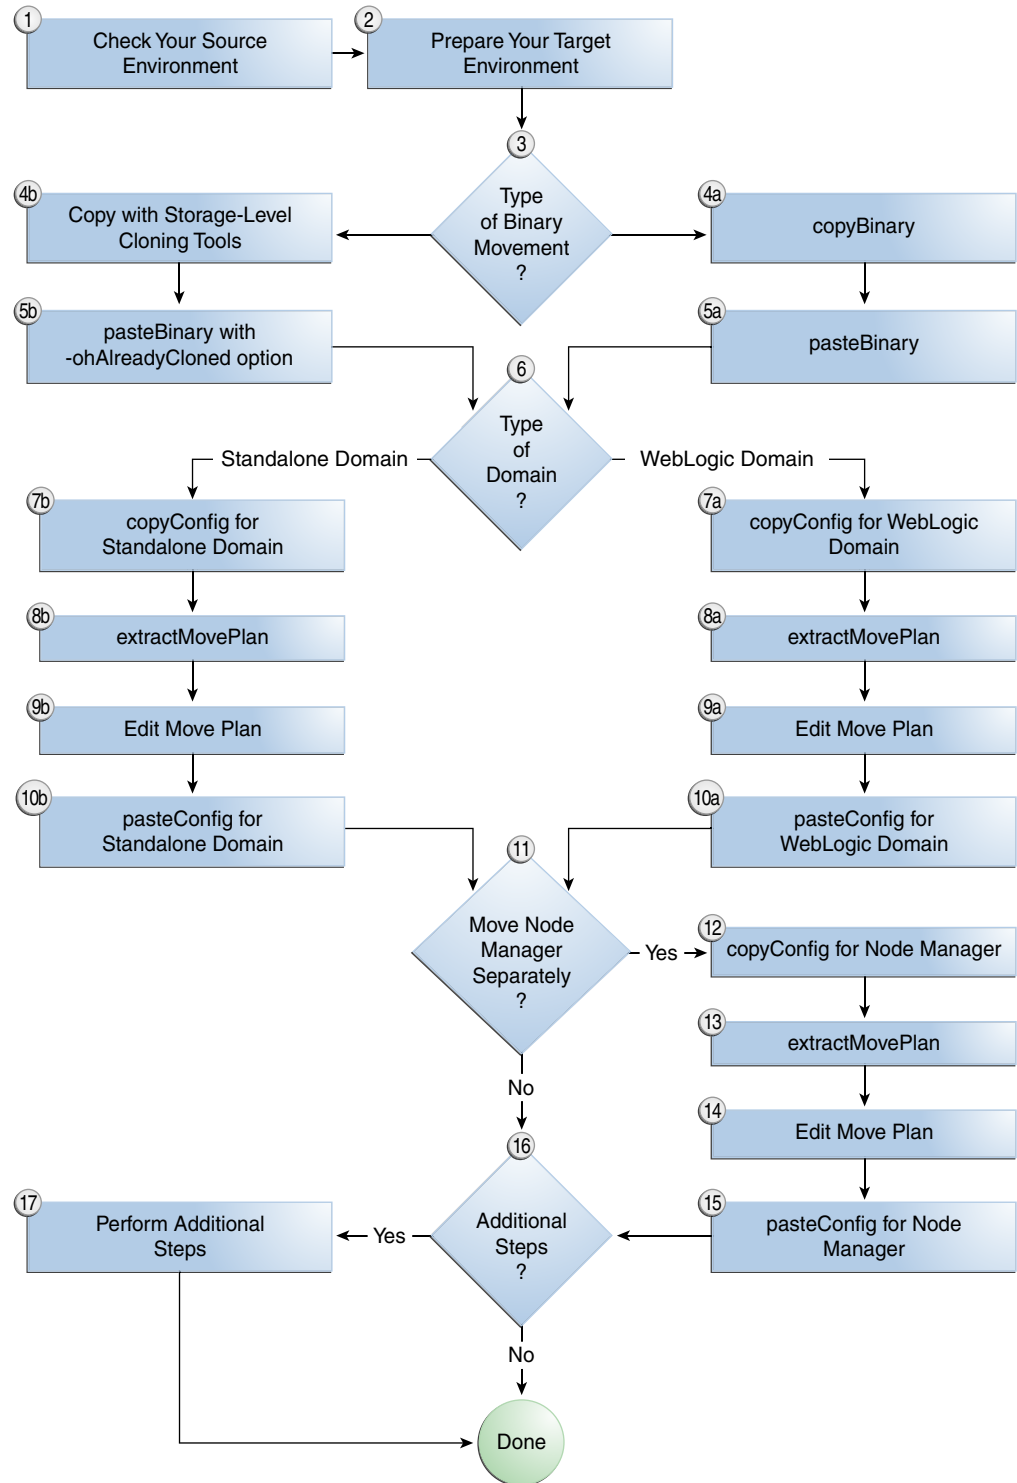 1
Check Your Source
Environment
2
Prepare Your Target
Environment
3
Type
of Binary
Movement
?
4b
Copy with Storage-Level
Cloning Tools
4a
copyBinary
5b
pasteBinary with
-ohAlreadyCloned option
5a
pasteBinary
6
Type
of
Domain
?
Standalone Domain
WebLogic Domain
7b
copyConfig for
Standalone Domain
7a
copyConfig for WebLogic
Domain
8b
extractMovePlan
8a
extractMovePlan
9b
Edit Move Plan
9a
Edit Move Plan
10b
pasteConfig for
Standalone Domain
10a
pasteConfig for
WebLogic Domain
11
Move Node
Manager
Separately
?
Yes
12
copyConfig for Node Manager
13
extractMovePlan
No
14
Edit Move Plan
16
Additional
Steps
?
15
pasteConfig for Node
Manager
Yes
17
Perform Additional
Steps
No
Done